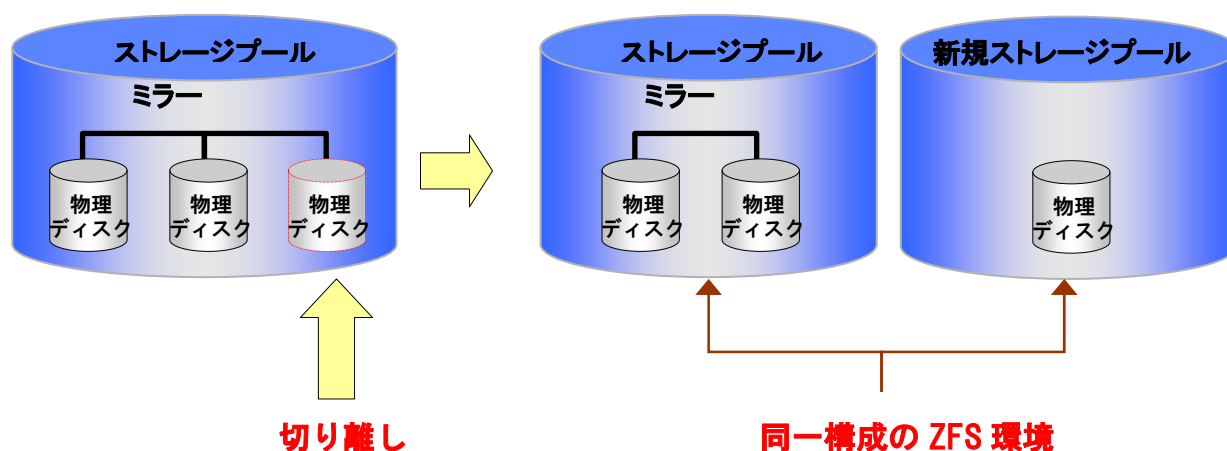 ストレージプール
ミラー
物理
ディスク
物理
ディスク
物理
ディスク
切り離し
ストレージプール
ミラー
物理
ディスク
物理
ディスク
新規ストレージプール
物理
ディスク
同一構成の ZFS 環境